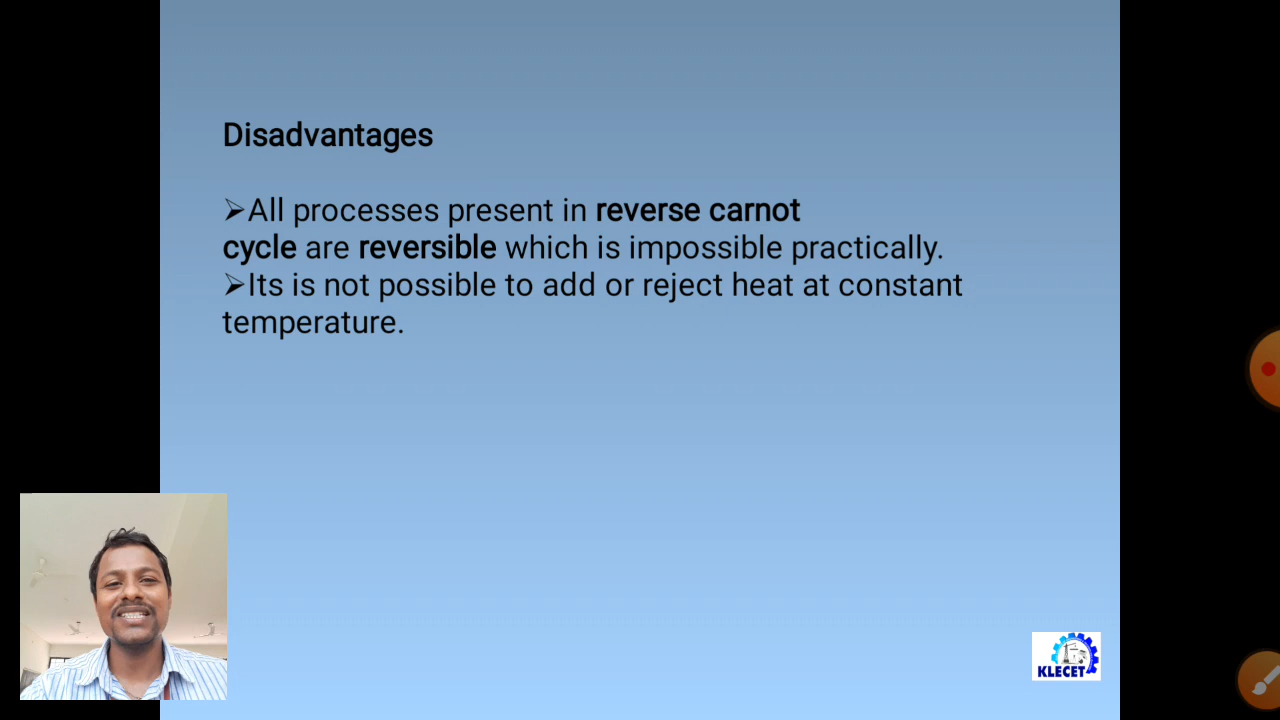 Disadvantages
➢All processes present in reverse carnot
cycle are reversible which is impossible practically.
➢Its is not possible to add or reject heat at constant
temperature.
KLECET